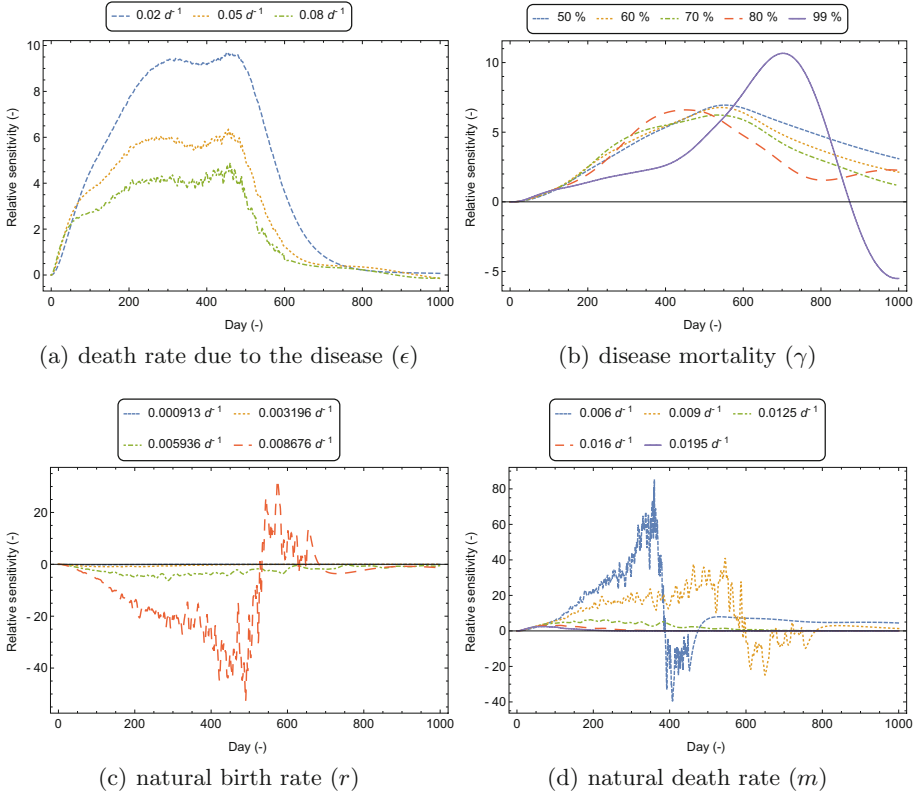 0.02 d⁻¹ 0.05 d⁻¹ 0.08 d⁻¹
Relative sensitivity (-)
10
8
6
4
2
0
0 200 400 600 800 1000
Day (-)
(a) death rate due to the disease (ϵ)
50 % 60 % 70 % 80 % 99 %
Relative sensitivity (-)
10
5
0
- 5
0 200 400 600 800 1000
Day (-)
(b) disease mortality (γ)
0.000913 d⁻¹ 0.003196 d⁻¹
0.005936 d⁻¹ 0.008676 d⁻¹
Relative sensitivity (-)
20
0
- 20
- 40
0 200 400 600 800 1000
Day (-)
(c) natural birth rate (r)
0.006 d⁻¹ 0.009 d⁻¹ 0.0125 d⁻¹
0.016 d⁻¹ 0.0195 d⁻¹
Relative sensitivity (-)
80
60
40
20
0
- 20
- 40
0 200 400 600 800 1000
Day (-)
(d) natural death rate (m)